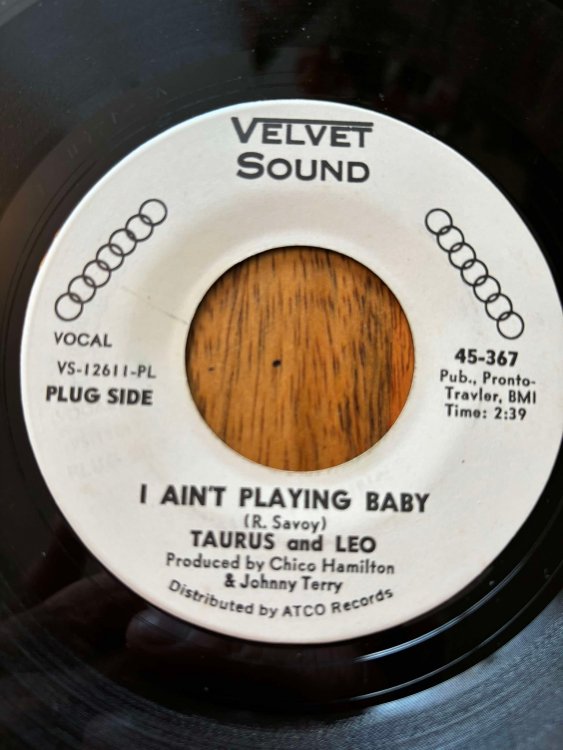 VELVET
SOUND
VOCAL
VS-12611-PL
PLUG SIDE
45-367
Pub., Pronto-
Travler, BMI
Time: 2:39
I AIN'T PLAYING BABY
(R. Savoy)
TAURUS and LEO
Produced by Chico Hamilton
& Johnny Terry
Distributed by ATCO Records